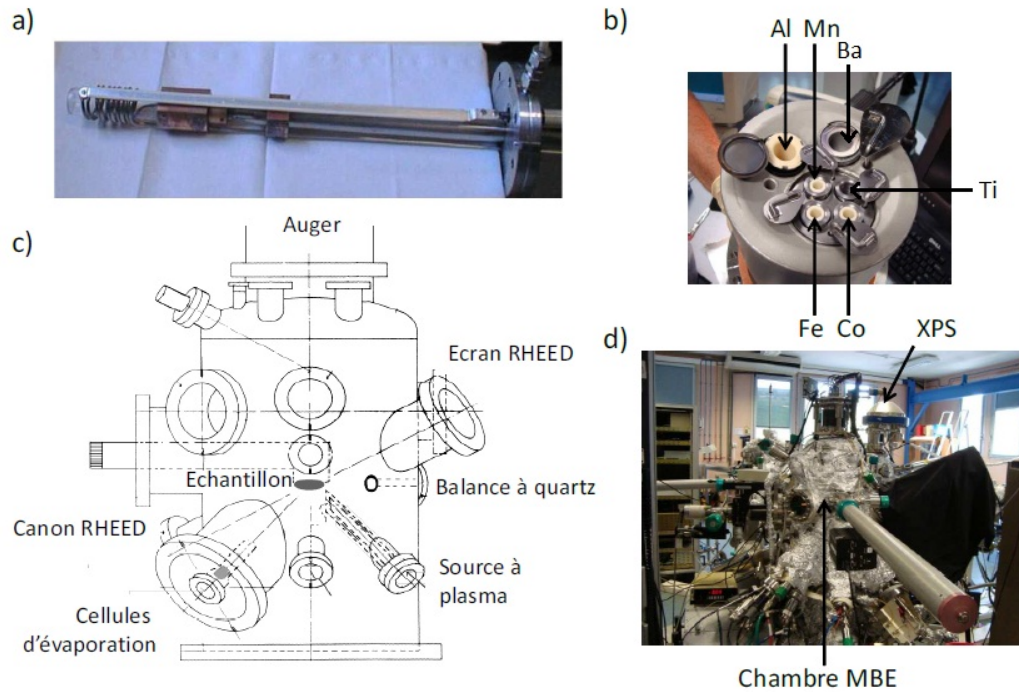 a)
b)
Al Mn
Ba
Ti
Fe Co
c)
Auger
Ecran RHEED
Echantillon
Balance à quartz
Canon RHEED
Source à
plasma
Cellules
d'évaporation
d)
XPS
Chambre MBE